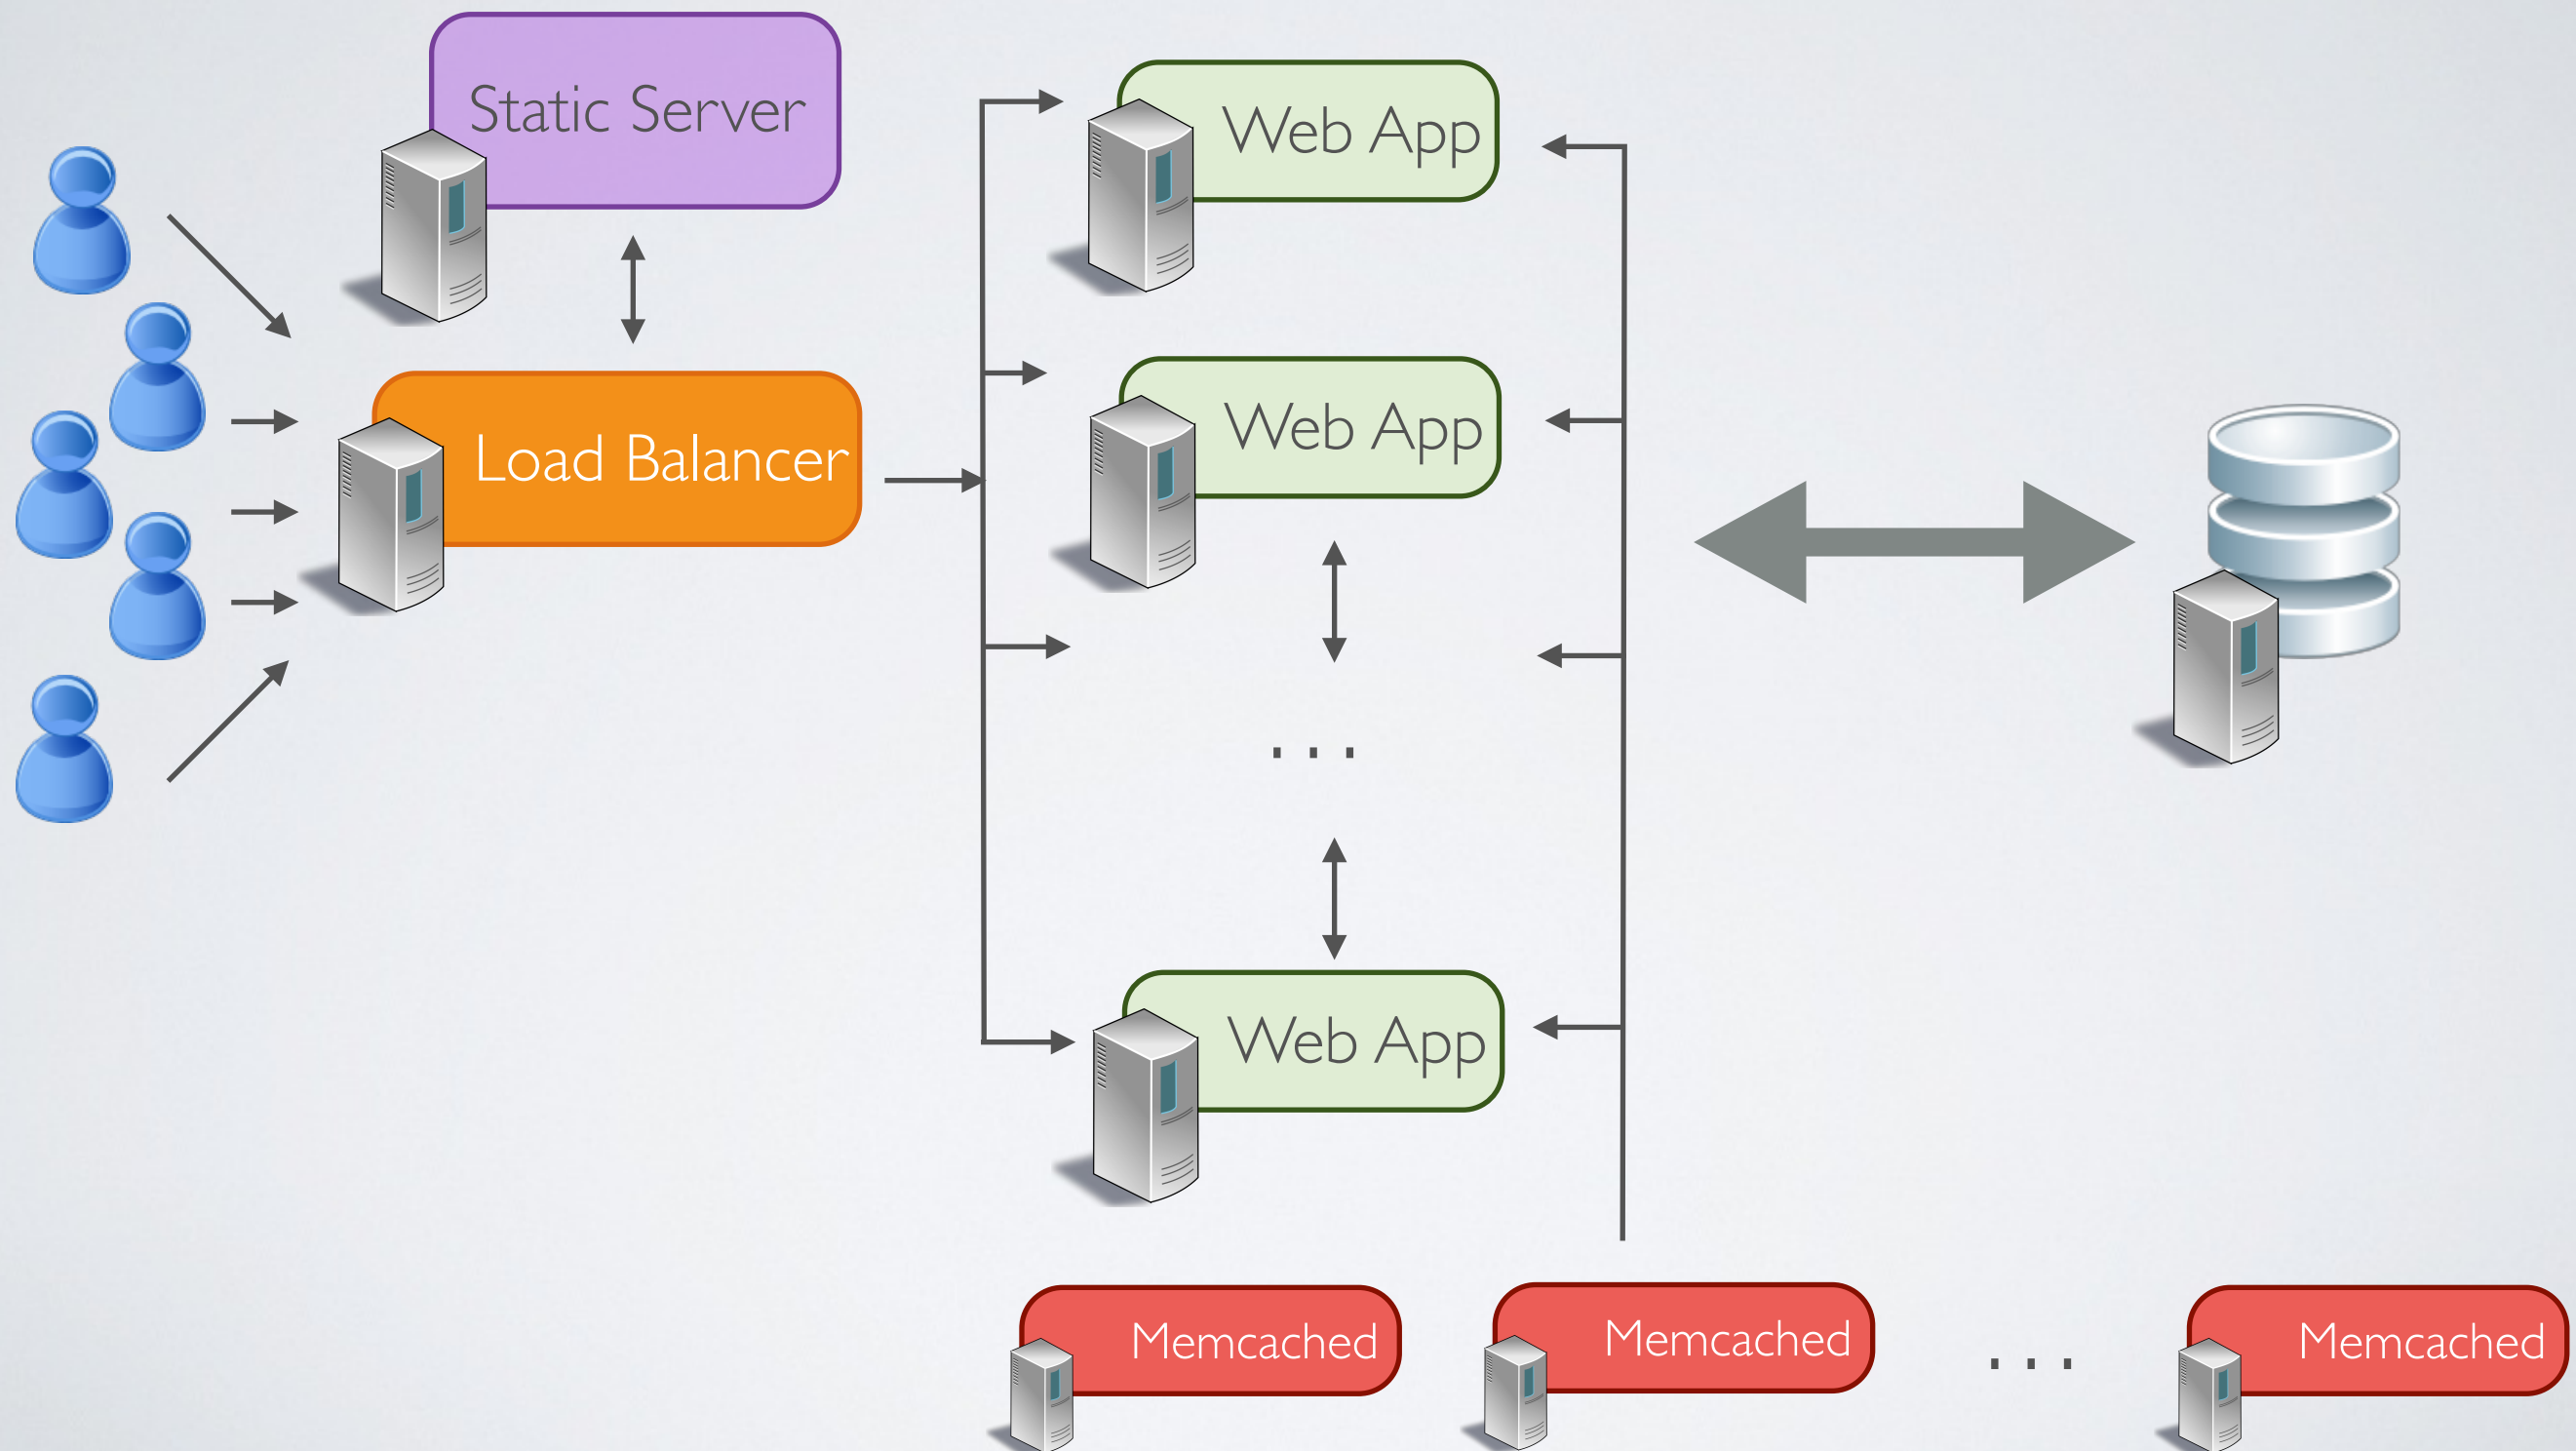 Static Server
Load Balancer
Web App
Web App
...
Web App
Memcached
Memcached
...
Memcached